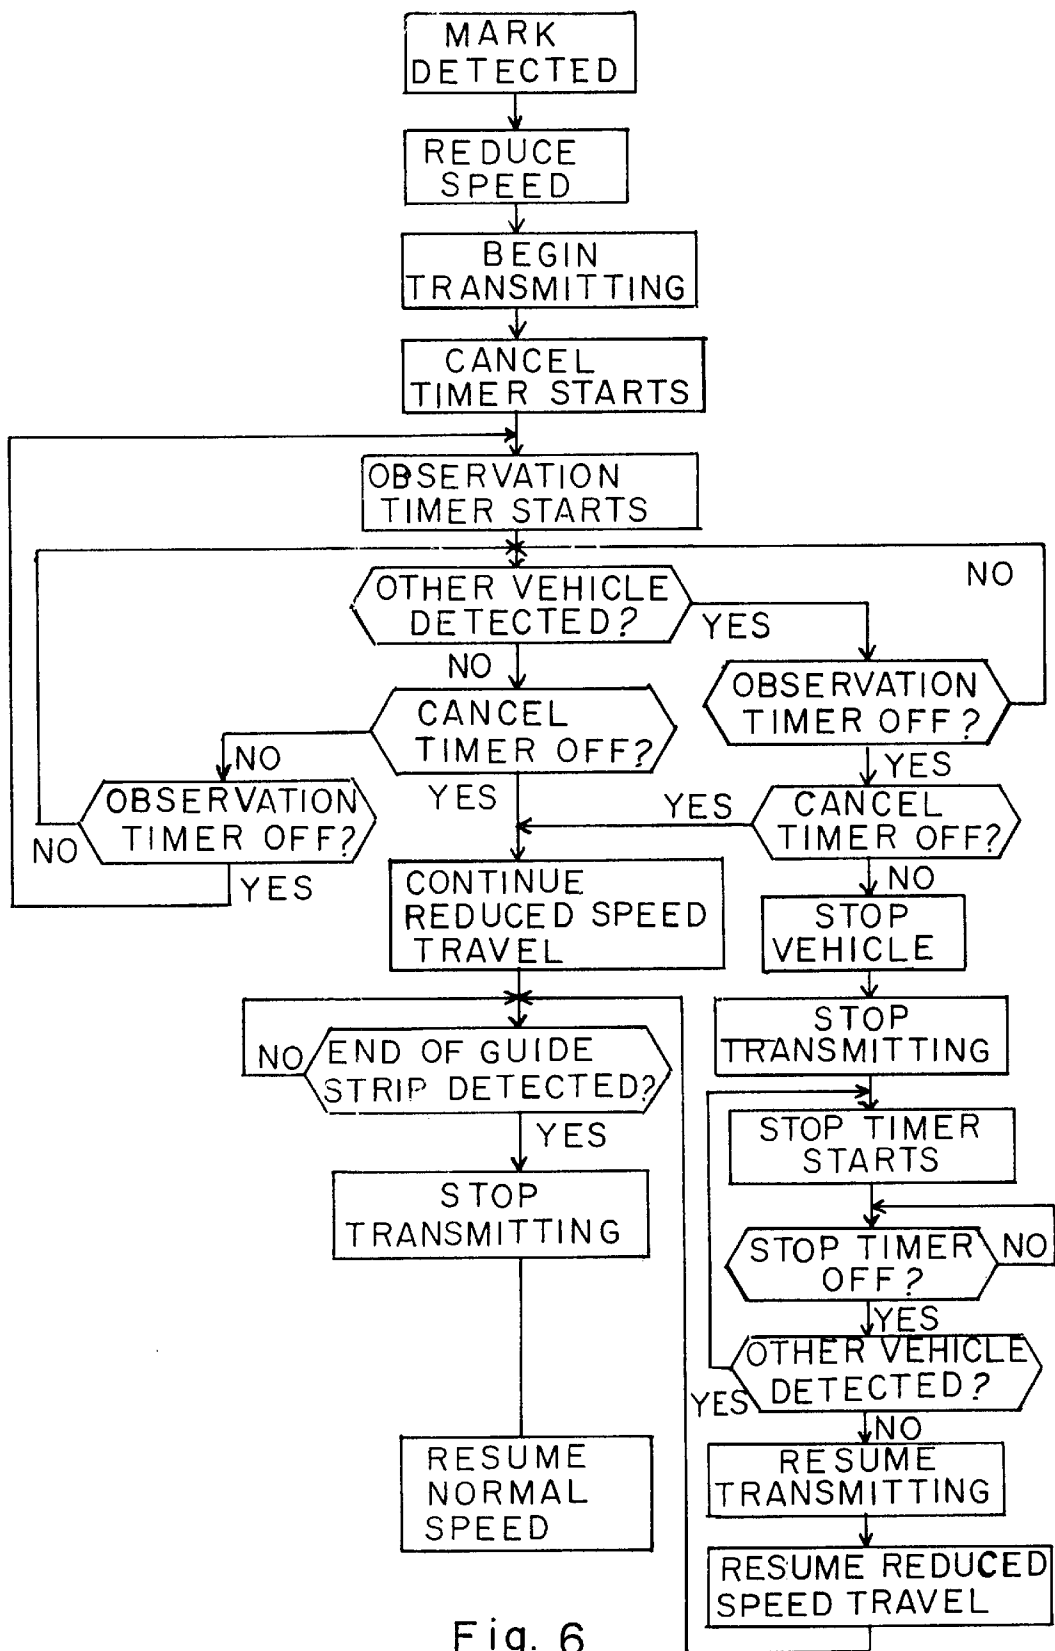 MARK
DETECTED
REDUCE
SPEED
BEGIN
TRANSMITTING
CANCEL
TIMER STARTS
OBSERVATION
TIMER STARTS
OTHER VEHICLE
DETECTED?
YES
NO
NO
OBSERVATION
TIMER OFF?
YES
CANCEL
TIMER OFF?
NO
YES
OBSERVATION
TIMER OFF?
NO
YES
YES
CANCEL
TIMER OFF?
NO
CONTINUE
REDUCED SPEED
TRAVEL
STOP
VEHICLE
STOP
TRANSMITTING
NO
END OF GUIDE
STRIP DETECTED?
YES
STOP TIMER
STARTS
STOP
TRANSMITTING
STOP TIMER
OFF?
NO
YES
OTHER VEHICLE
DETECTED?
YES
NO
RESUME
NORMAL
SPEED
RESUME
TRANSMITTING
RESUME REDUCED
SPEED TRAVEL
Fig. 6